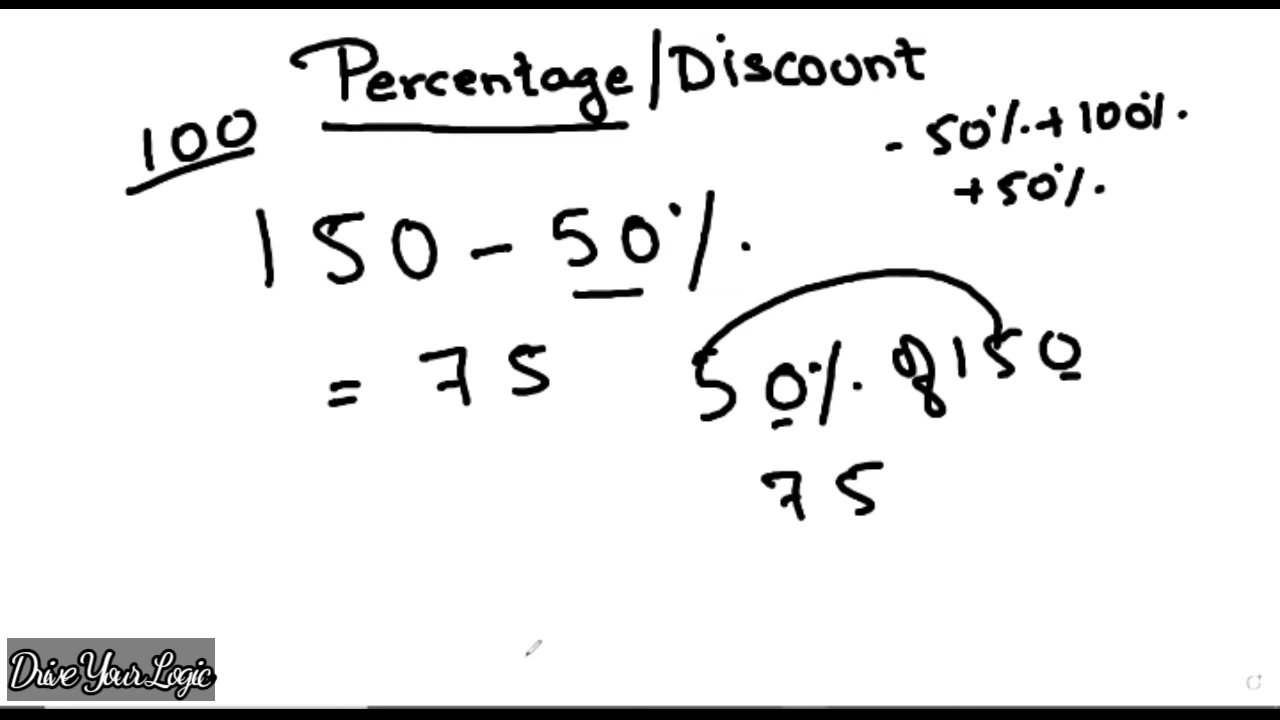 Percentage/Discount
100
- 50% + 100%.
+ 50%.
150 - 50%.
= 75
50%. of 150
75
Drive Your Logic